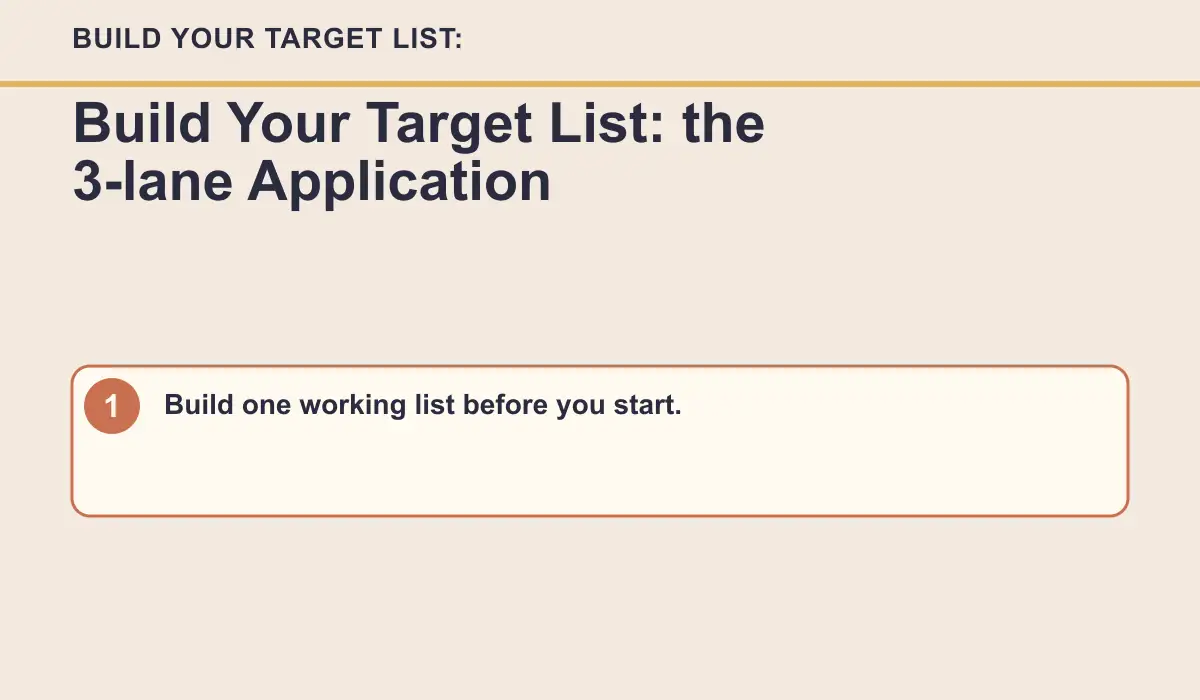 BUILD YOUR TARGET LIST:
Build Your Target List: the
3-lane Application
1 Build one working list before you start.